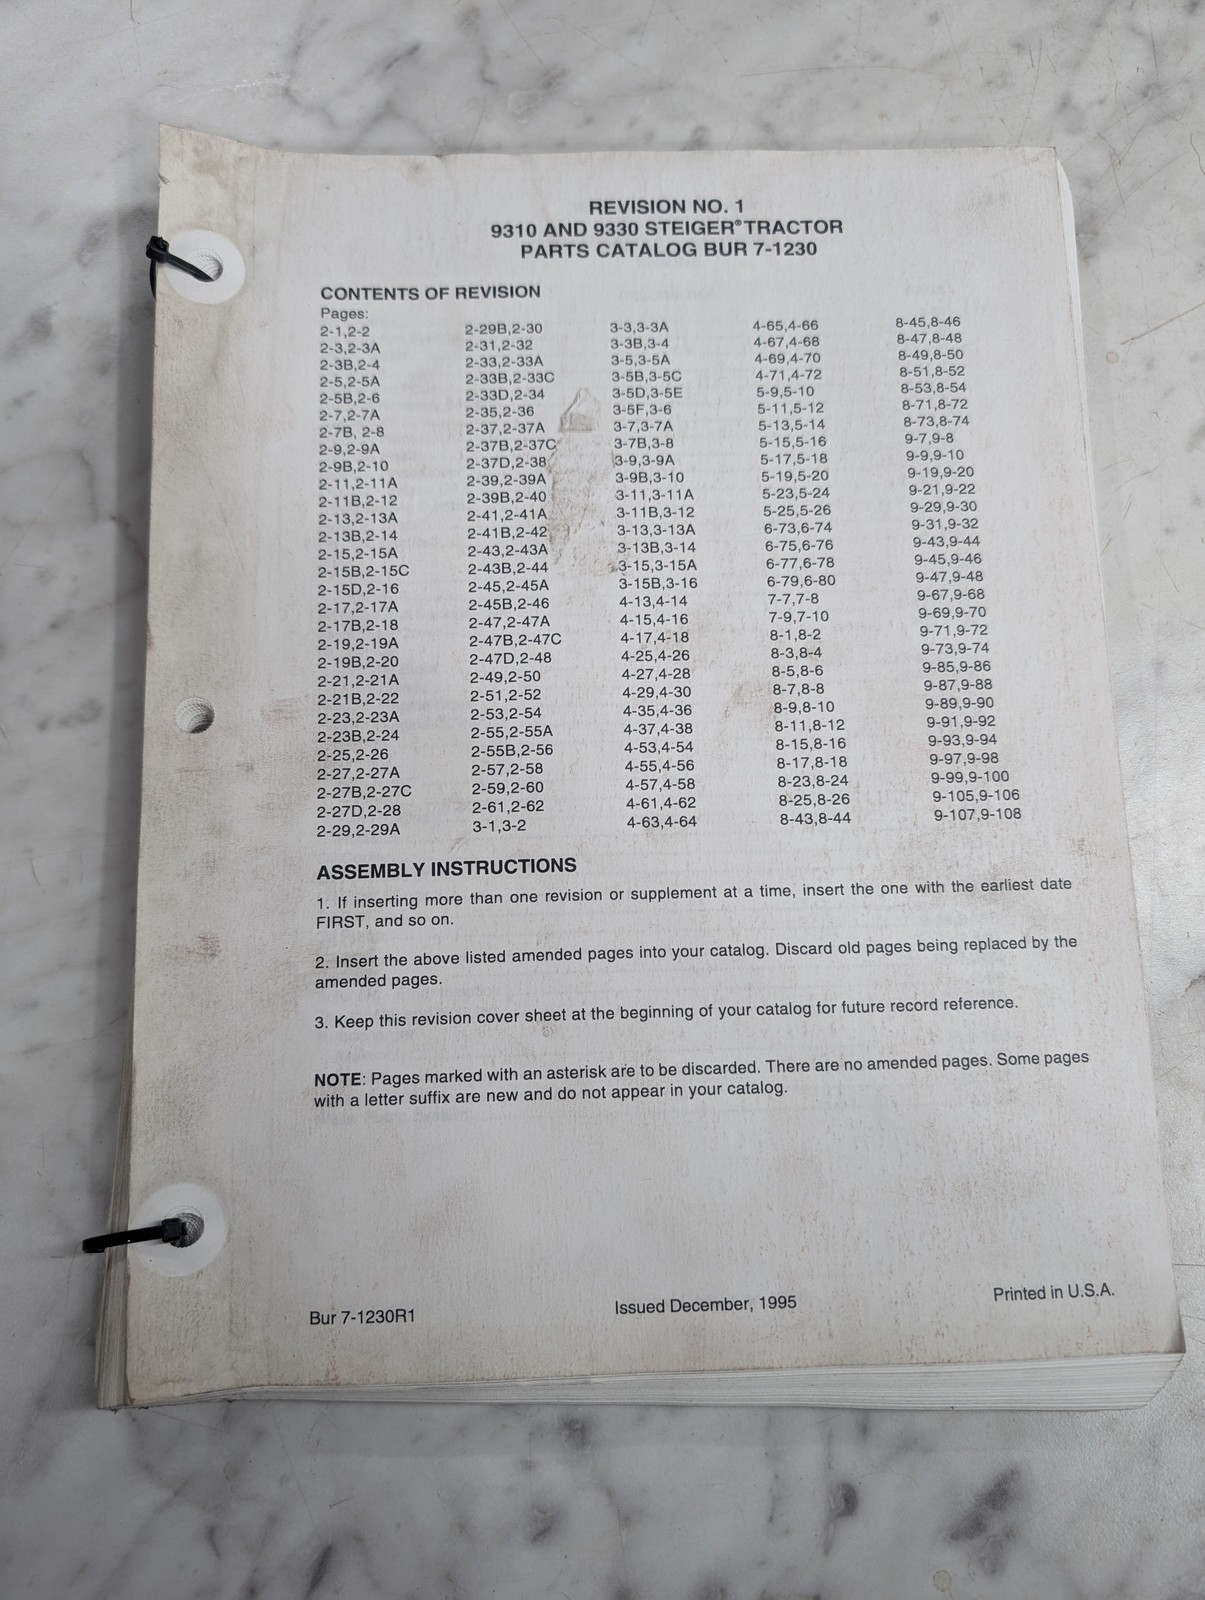 REVISION NO. 1
9310 AND 9330 STEIGER® TRACTOR
PARTS CATALOG BUR 7-1230
CONTENTS OF REVISION
Pages:
2-1,2-2
2-3,2-3A
2-3B,2-4
2-5,2-5A
2-5B,2-6
2-7,2-7A
2-7B, 2-8
2-9,2-9A
2-9B,2-10
2-11,2-11A
2-11B,2-12
2-13,2-13A
2-13B,2-14
2-15,2-15A
2-15B,2-15C
2-15D,2-16
2-17,2-17A
2-17B,2-18
2-19,2-19A
2-19B,2-20
2-21,2-21A
2-21B,2-22
2-23,2-23A
2-23B,2-24
2-25,2-26
2-27,2-27A
2-27B,2-27C
2-27D,2-28
2-29,2-29A
2-29B,2-30
2-31,2-32
2-33,2-33A
2-33B,2-33C
2-33D,2-34
2-35,2-36
2-37,2-37A
2-37B,2-37C
2-37D,2-38
2-39,2-39A
2-39B,2-40
2-41,2-41A
2-41B,2-42
2-43,2-43A
2-43B,2-44
2-45,2-45A
2-45B,2-46
2-47,2-47A
2-47B,2-47C
2-47D,2-48
2-49,2-50
2-51,2-52
2-53,2-54
2-55,2-55A
2-55B,2-56
2-57,2-58
2-59,2-60
2-61,2-62
3-1,3-2
3-3,3-3A
3-3B,3-4
3-5,3-5A
3-5B,3-5C
3-5D,3-5E
3-5F,3-6
3-7,3-7A
3-7B,3-8
3-9,3-9A
3-9B,3-10
3-11,3-11A
3-11B,3-12
3-13,3-13A
3-13B,3-14
3-15,3-15A
3-15B,3-16
4-13,4-14
4-15,4-16
4-17,4-18
4-25,4-26
4-27,4-28
4-29,4-30
4-35,4-36
4-37,4-38
4-53,4-54
4-55,4-56
4-57,4-58
4-61,4-62
4-63,4-64
4-65,4-66
4-67,4-68
4-69,4-70
4-71,4-72
5-9,5-10
5-11,5-12
5-13,5-14
5-15,5-16
5-17,5-18
5-19,5-20
5-23,5-24
5-25,5-26
6-73,6-74
6-75,6-76
6-77,6-78
6-79,6-80
7-7,7-8
7-9,7-10
8-1,8-2
8-3,8-4
8-5,8-6
8-7,8-8
8-9,8-10
8-11,8-12
8-15,8-16
8-17,8-18
8-23,8-24
8-25,8-26
8-43,8-44
8-45,8-46
8-47,8-48
8-49,8-50
8-51,8-52
8-53,8-54
8-71,8-72
8-73,8-74
9-7,9-8
9-9,9-10
9-19,9-20
9-21,9-22
9-29,9-30
9-31,9-32
9-43,9-44
9-45,9-46
9-47,9-48
9-67,9-68
9-69,9-70
9-71,9-72
9-73,9-74
9-85,9-86
9-87,9-88
9-89,9-90
9-91,9-92
9-93,9-94
9-97,9-98
9-99,9-100
9-105,9-106
9-107,9-108
ASSEMBLY INSTRUCTIONS
1. If inserting more than one revision or supplement at a time, insert the one with the earliest date
FIRST, and so on.
2. Insert the above listed amended pages into your catalog. Discard old pages being replaced by the
amended pages.
3. Keep this revision cover sheet at the beginning of your catalog for future record reference.
NOTE: Pages marked with an asterisk are to be discarded. There are no amended pages. Some pages
with a letter suffix are new and do not appear in your catalog.
Bur 7-1230R1
Issued December, 1995
Printed in U.S.A.